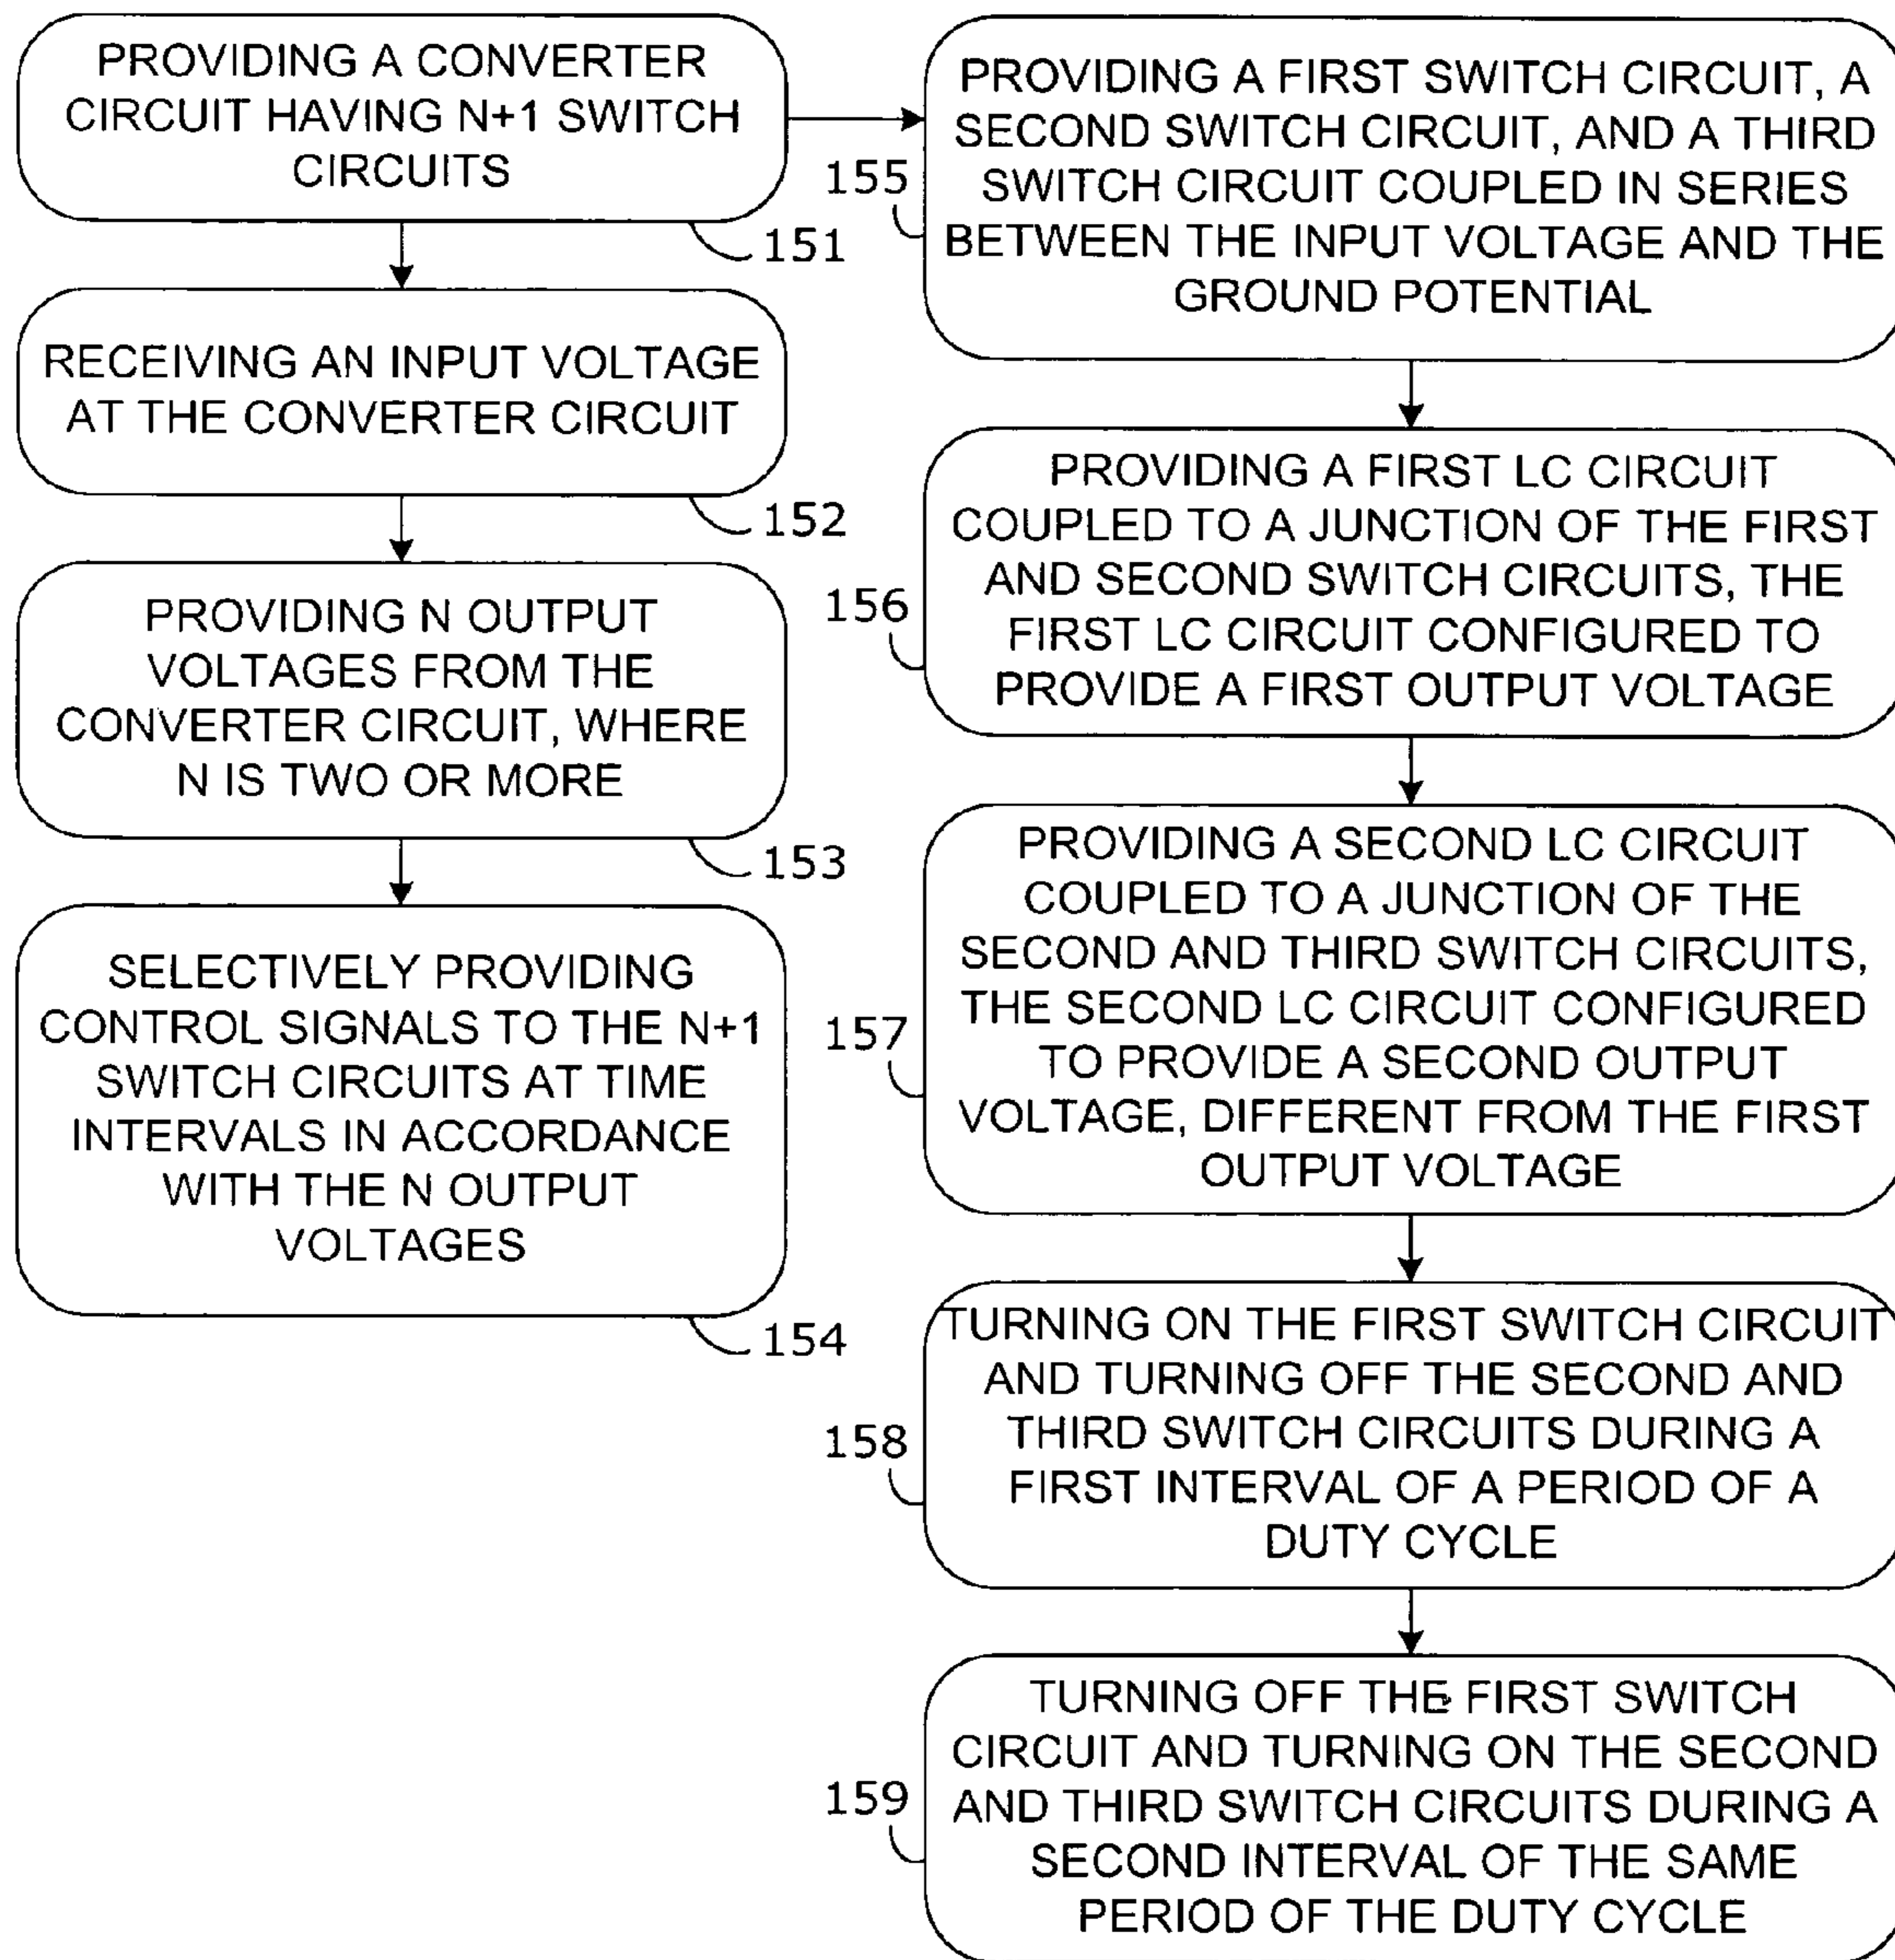 PROVIDING A CONVERTER
CIRCUIT HAVING N+1 SWITCH
CIRCUITS
151
RECEIVING AN INPUT VOLTAGE
AT THE CONVERTER CIRCUIT
152
PROVIDING N OUTPUT
VOLTAGES FROM THE
CONVERTER CIRCUIT, WHERE
N IS TWO OR MORE
153
SELECTIVELY PROVIDING
CONTROL SIGNALS TO THE N+1
SWITCH CIRCUITS AT TIME
INTERVALS IN ACCORDANCE
WITH THE N OUTPUT
VOLTAGES
154
PROVIDING A FIRST SWITCH CIRCUIT, A
SECOND SWITCH CIRCUIT, AND A THIRD
SWITCH CIRCUIT COUPLED IN SERIES
BETWEEN THE INPUT VOLTAGE AND THE
GROUND POTENTIAL
155
PROVIDING A FIRST LC CIRCUIT
COUPLED TO A JUNCTION OF THE FIRST
AND SECOND SWITCH CIRCUITS, THE
FIRST LC CIRCUIT CONFIGURED TO
PROVIDE A FIRST OUTPUT VOLTAGE
156
PROVIDING A SECOND LC CIRCUIT
COUPLED TO A JUNCTION OF THE
SECOND AND THIRD SWITCH CIRCUITS,
THE SECOND LC CIRCUIT CONFIGURED
TO PROVIDE A SECOND OUTPUT
VOLTAGE, DIFFERENT FROM THE FIRST
OUTPUT VOLTAGE
157
TURNING ON THE FIRST SWITCH CIRCUIT
AND TURNING OFF THE SECOND AND
THIRD SWITCH CIRCUITS DURING A
FIRST INTERVAL OF A PERIOD OF A
DUTY CYCLE
158
TURNING OFF THE FIRST SWITCH
CIRCUIT AND TURNING ON THE SECOND
AND THIRD SWITCH CIRCUITS DURING A
SECOND INTERVAL OF THE SAME
PERIOD OF THE DUTY CYCLE
159